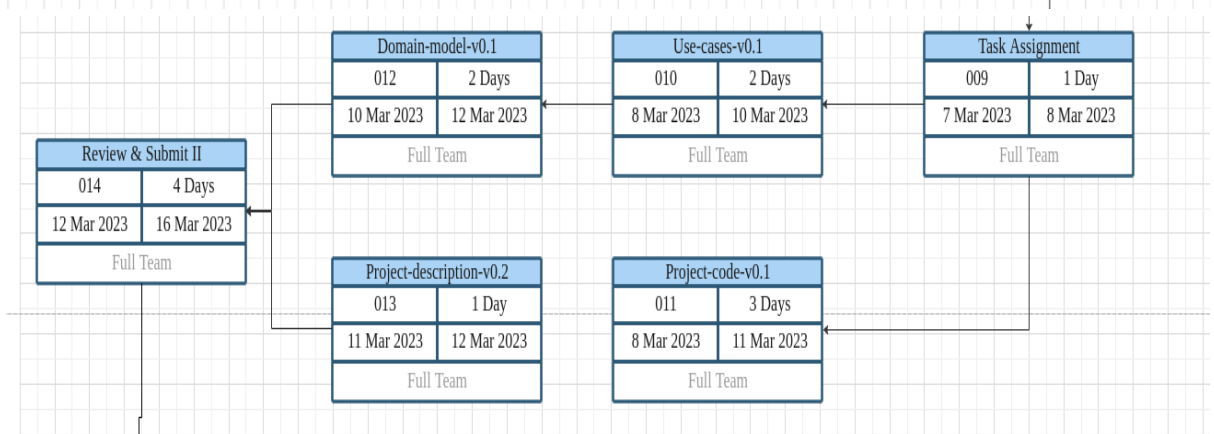 Domain-model-v0.1
012 2 Days
10 Mar 2023 12 Mar 2023
Full Team
Use-cases-v0.1
010 2 Days
8 Mar 2023 10 Mar 2023
Full Team
Task Assignment
009 1 Day
7 Mar 2023 8 Mar 2023
Full Team
Review & Submit II
014 4 Days
12 Mar 2023 16 Mar 2023
Full Team
Project-description-v0.2
013 1 Day
11 Mar 2023 12 Mar 2023
Full Team
Project-code-v0.1
011 3 Days
8 Mar 2023 11 Mar 2023
Full Team